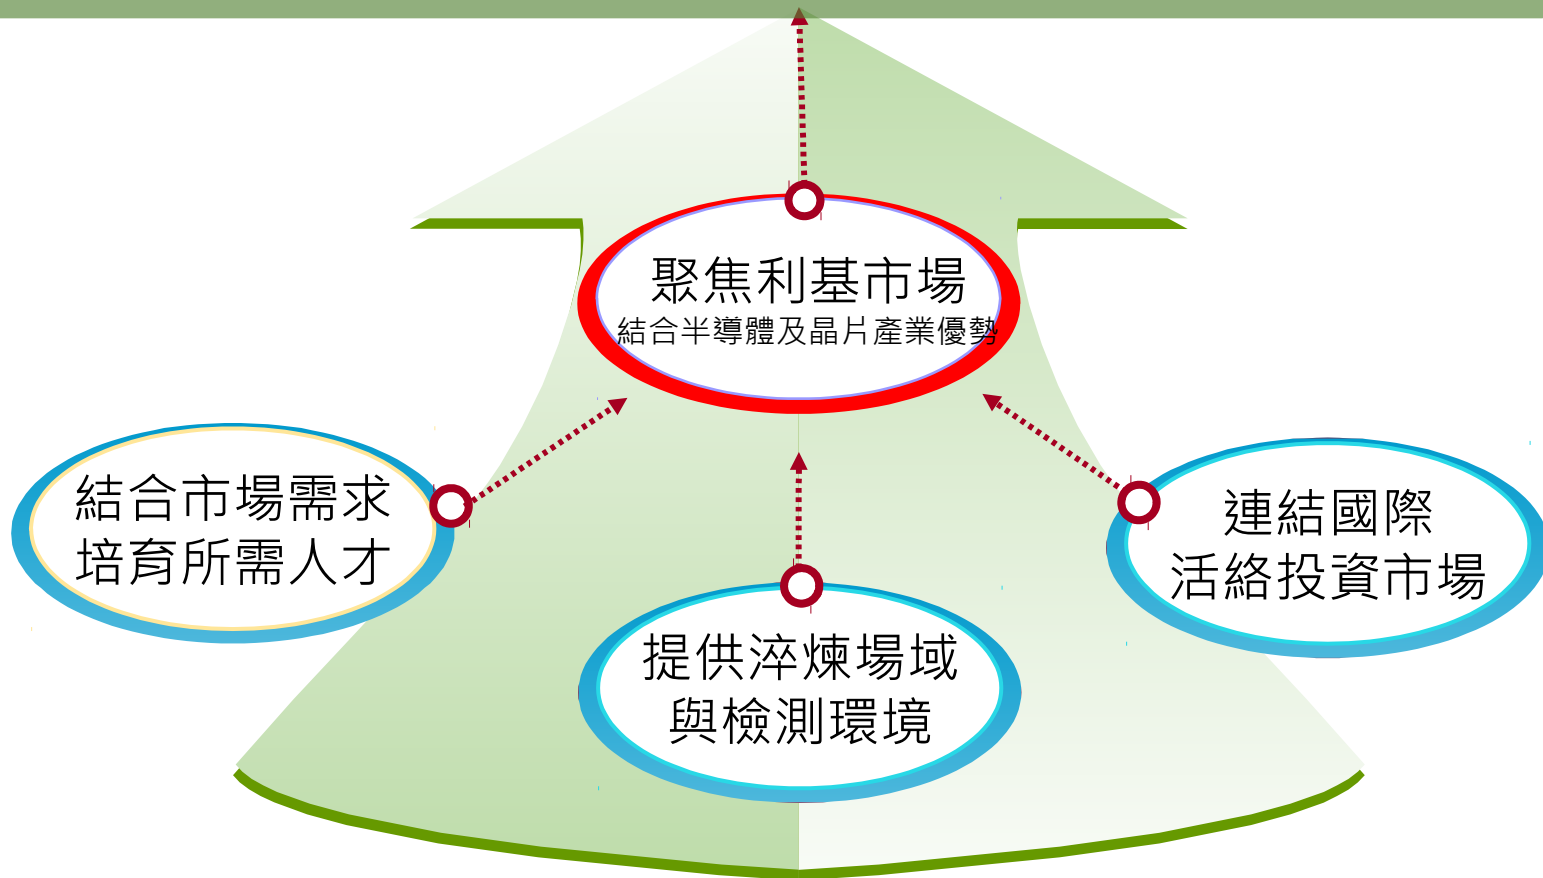 聚焦利基市場
結合半導體及晶片產業優勢
結合市場需求
培育所需人才
提供淬煉場域
與檢測環境
連結國際
活絡投資市場